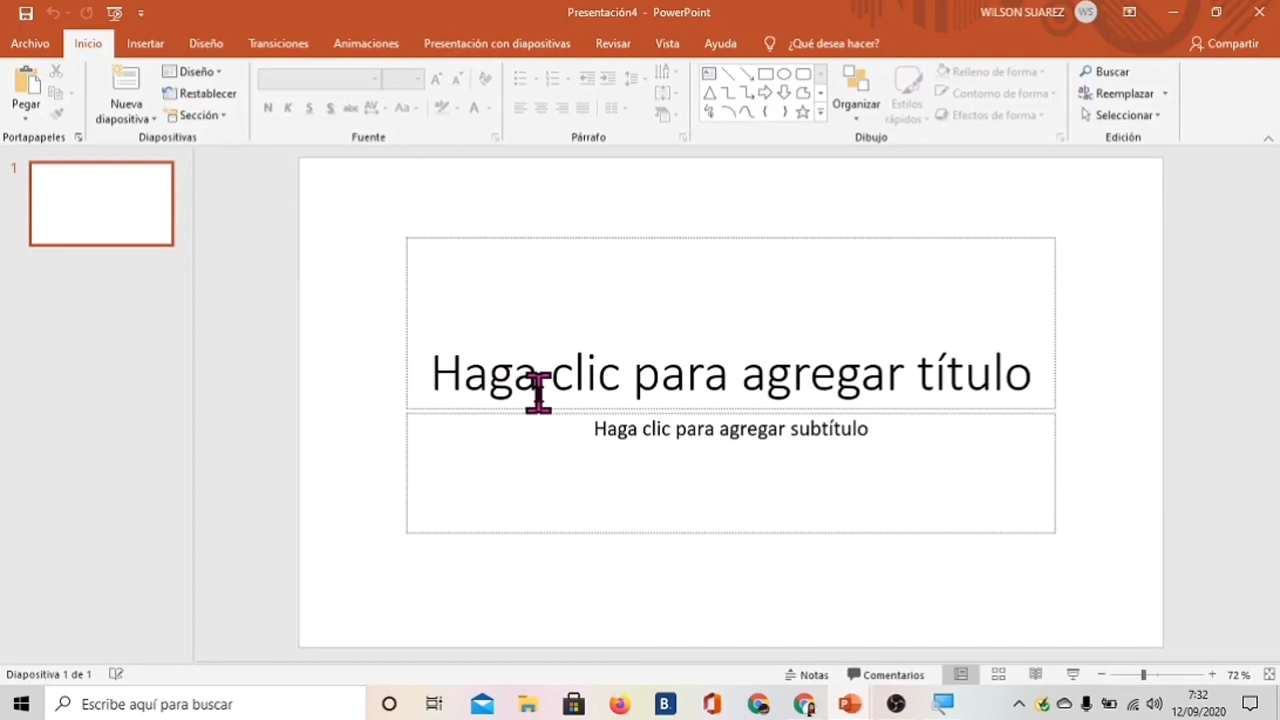 Presentación4 - PowerPoint
WILSON SUAREZ WS
Archivo Inicio Insertar Diseño Transiciones Animaciones Presentación con diapositivas Revisar Vista Ayuda ¿Qué desea hacer? Compartir
Pegar
Portapapeles
Nueva diapositiva
Diseño
Restablecer
Sección
Diapositivas
N K S S abc AV Aa A
Fuente
Párrafo
Organizar
Estilos rápidos
Relleno de forma
Contorno de forma
Efectos de forma
Dibujo
Buscar
Reemplazar
Seleccionar
Edición
1
Haga clic para agregar título
Haga clic para agregar subtítulo
Diapositiva 1 de 1 Notas Comentarios 72 %
Escribe aquí para buscar
B.
7:32
12/09/2020